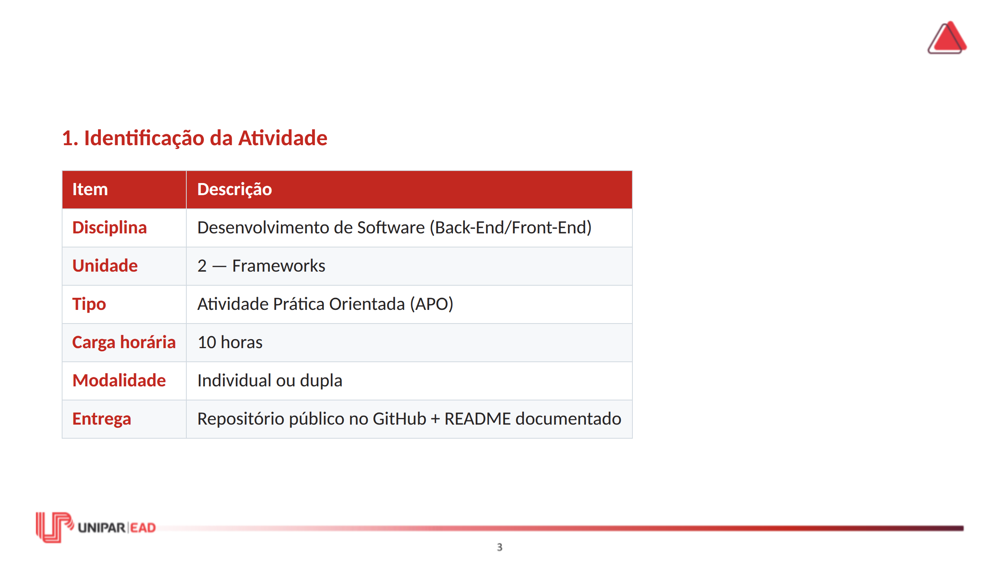 1. Identificação da Atividade
Item Descrição
Disciplina Desenvolvimento de Software (Back-End/Front-End)
Unidade 2 — Frameworks
Tipo Atividade Prática Orientada (APO)
Carga horária 10 horas
Modalidade Individual ou dupla
Entrega Repositório público no GitHub + README documentado
UNIPAR|EAD
3